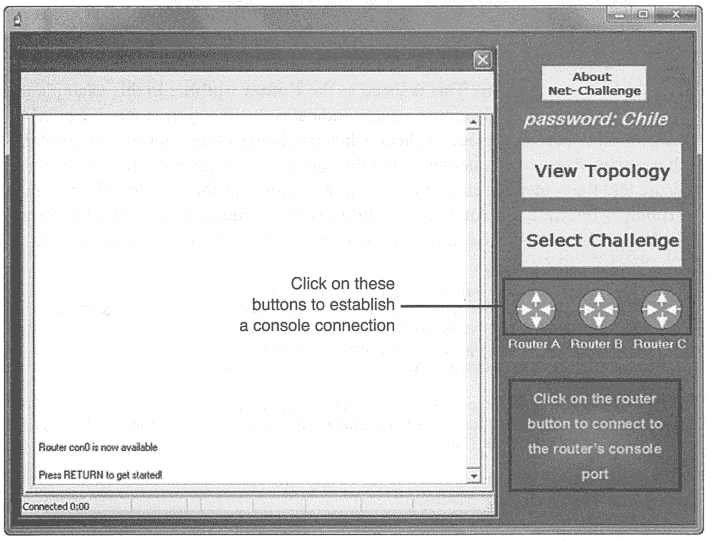 About
Net-Challenge
password: Chile
View Topology
Select Challenge
Click on these
buttons to establish
a console connection
Router A Router B Router C
Click on the router
button to connect to
the router's console
port
Router con0 is now available
Press RETURN to get started!
Connected 0:00